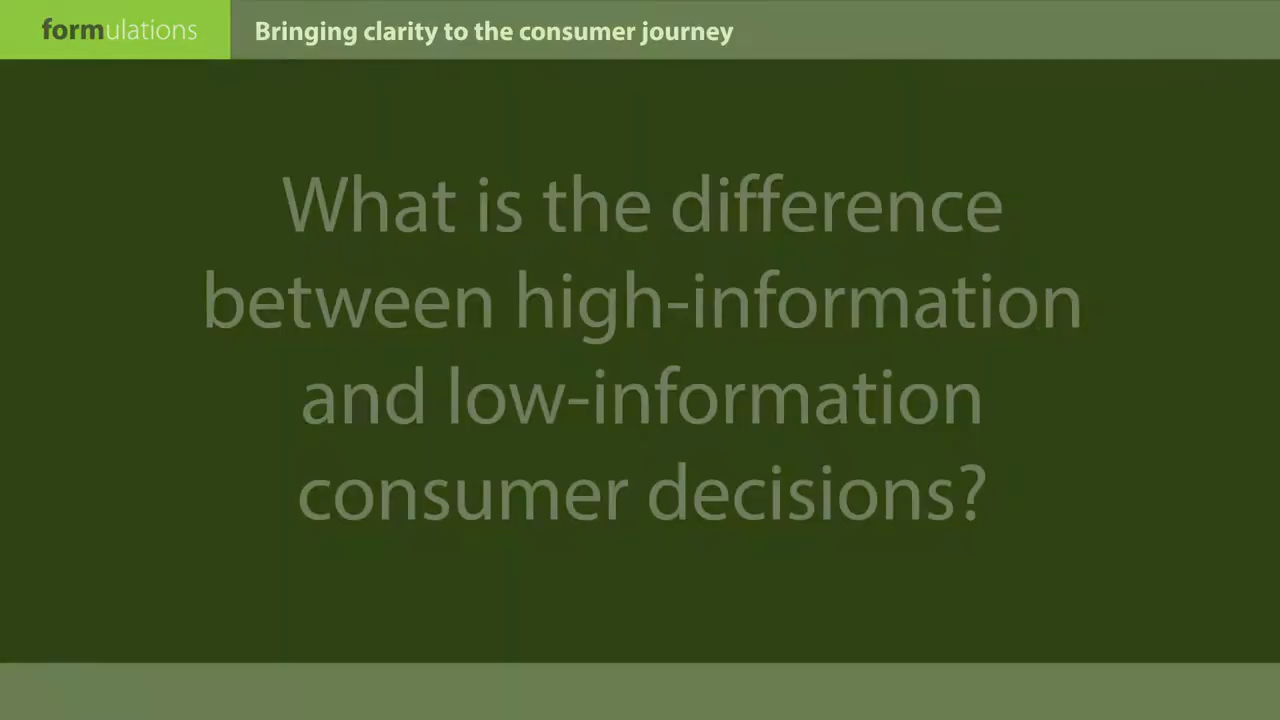 formulations
Bringing clarity to the consumer journey
What is the difference
between high-information
and low-information
consumer decisions?